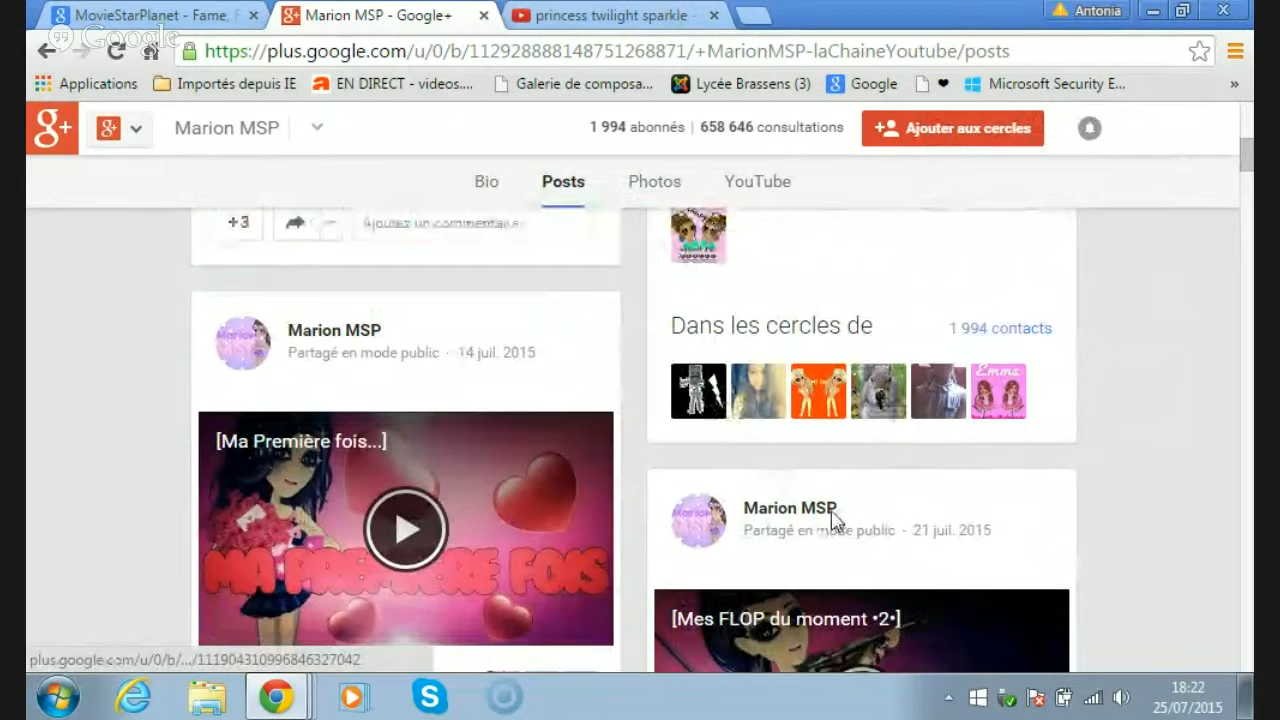 MovieStarPlanet - Fame, F
Marion MSP - Google+
princess twilight sparkle -
Antonia
Google
https://plus.google.com/u/0/b/112928888148751268871/+MarionMSP-laChaineYoutube/posts
Applications
Importés depuis IE
EN DIRECT - videos....
Galerie de composa...
Lycée Brassens (3)
Google
Microsoft Security E...
»
g+
g+
Marion MSP
1 994 abonnés | 658 646 consultations
Ajouter aux cercles
Bio
Posts
Photos
YouTube
+3
Ajoutez un commentaire...
Dans les cercles de
1 994 contacts
Emma
Marion MSP
Partagé en mode public · 14 juil. 2015
[Ma Première fois...]
MA PREMIERE FOIS
Marion MSP
Partagé en mode public · 21 juil. 2015
[Mes FLOP du moment •2•]
plus.google.com/u/0/b/.../111904310996846327042
18:22
25/07/2015